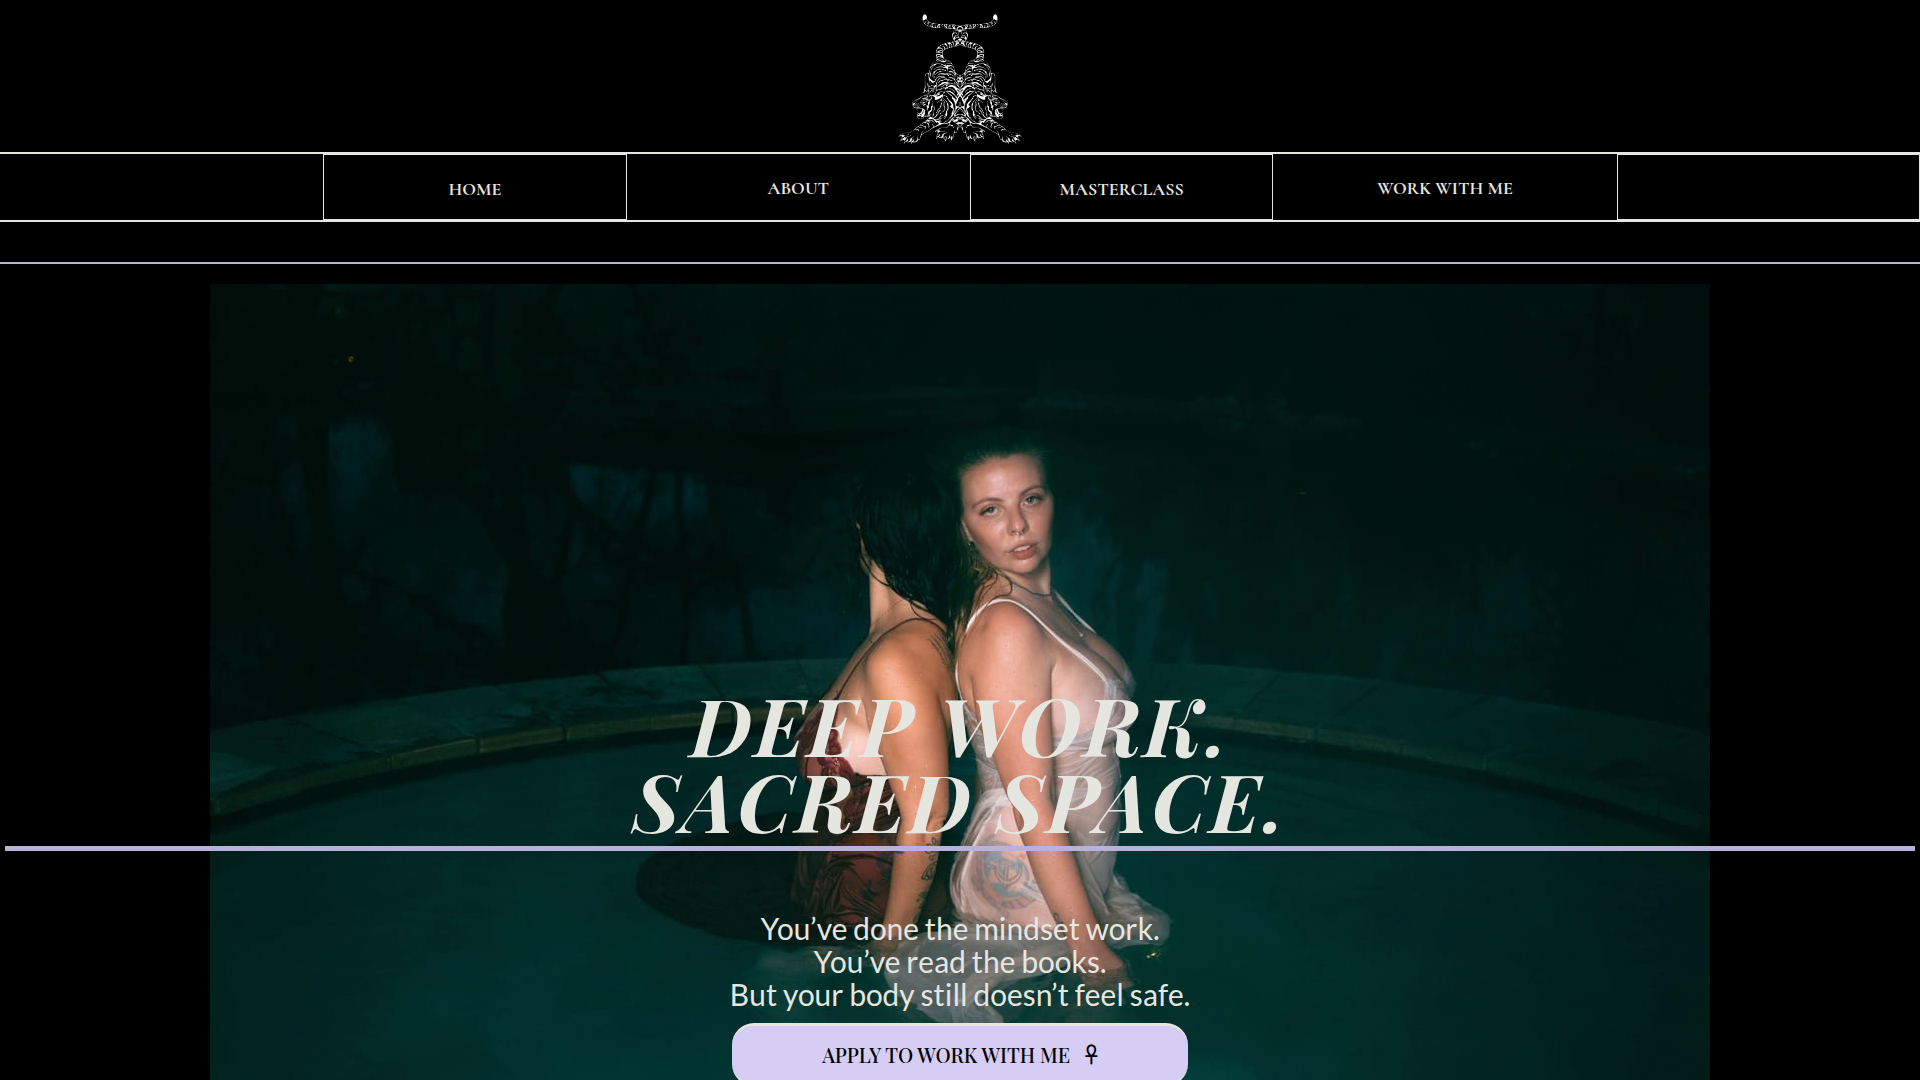 HOME
ABOUT
MASTERCLASS
WORK WITH ME
DEEP WORK.
SACRED SPACE.
You’ve done the mindset work.
You’ve read the books.
But your body still doesn’t feel safe.
APPLY TO WORK WITH ME